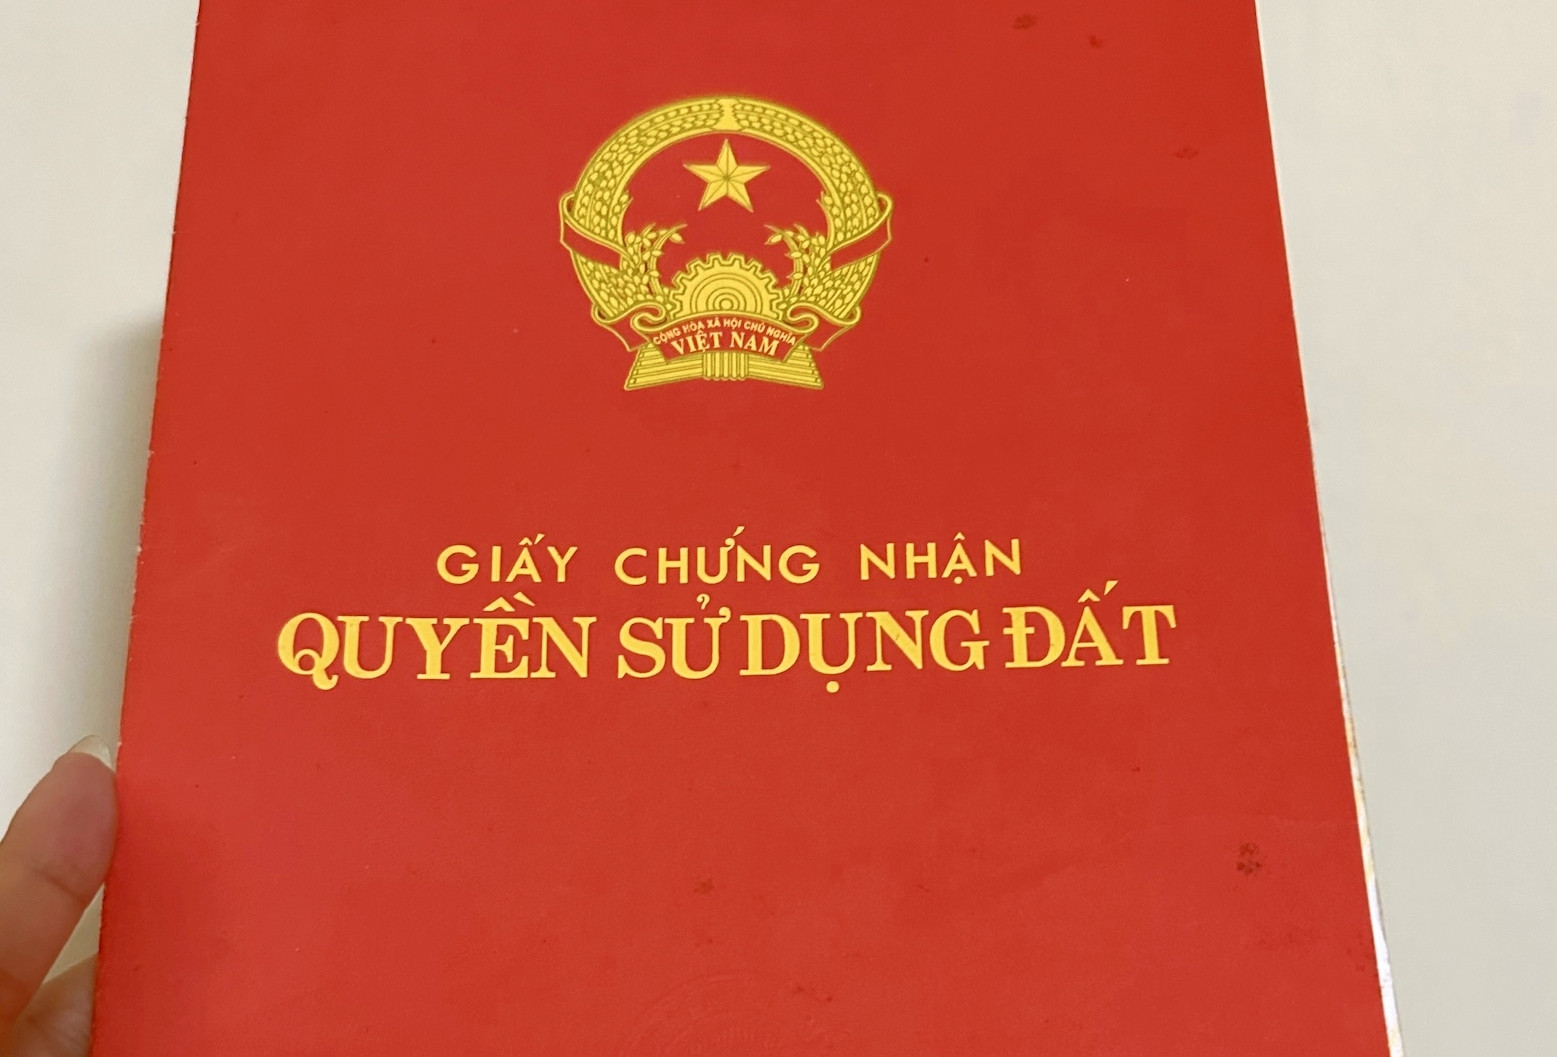 CỘNG HÒA XÃ HỘI CHỦ NGHĨA
VIỆT NAM
GIẤY CHỨNG NHẬN
QUYỀN SỬ DỤNG ĐẤT